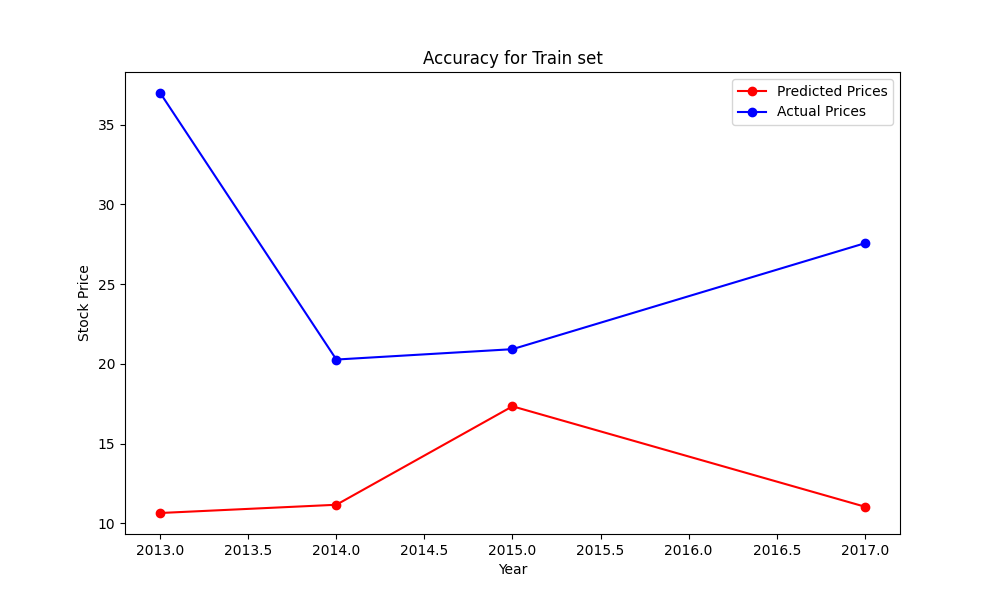 Accuracy for Train set
Predicted Prices
Actual Prices
Stock Price
35
30
25
20
15
10
2013.0 2013.5 2014.0 2014.5 2015.0 2015.5 2016.0 2016.5 2017.0
Year